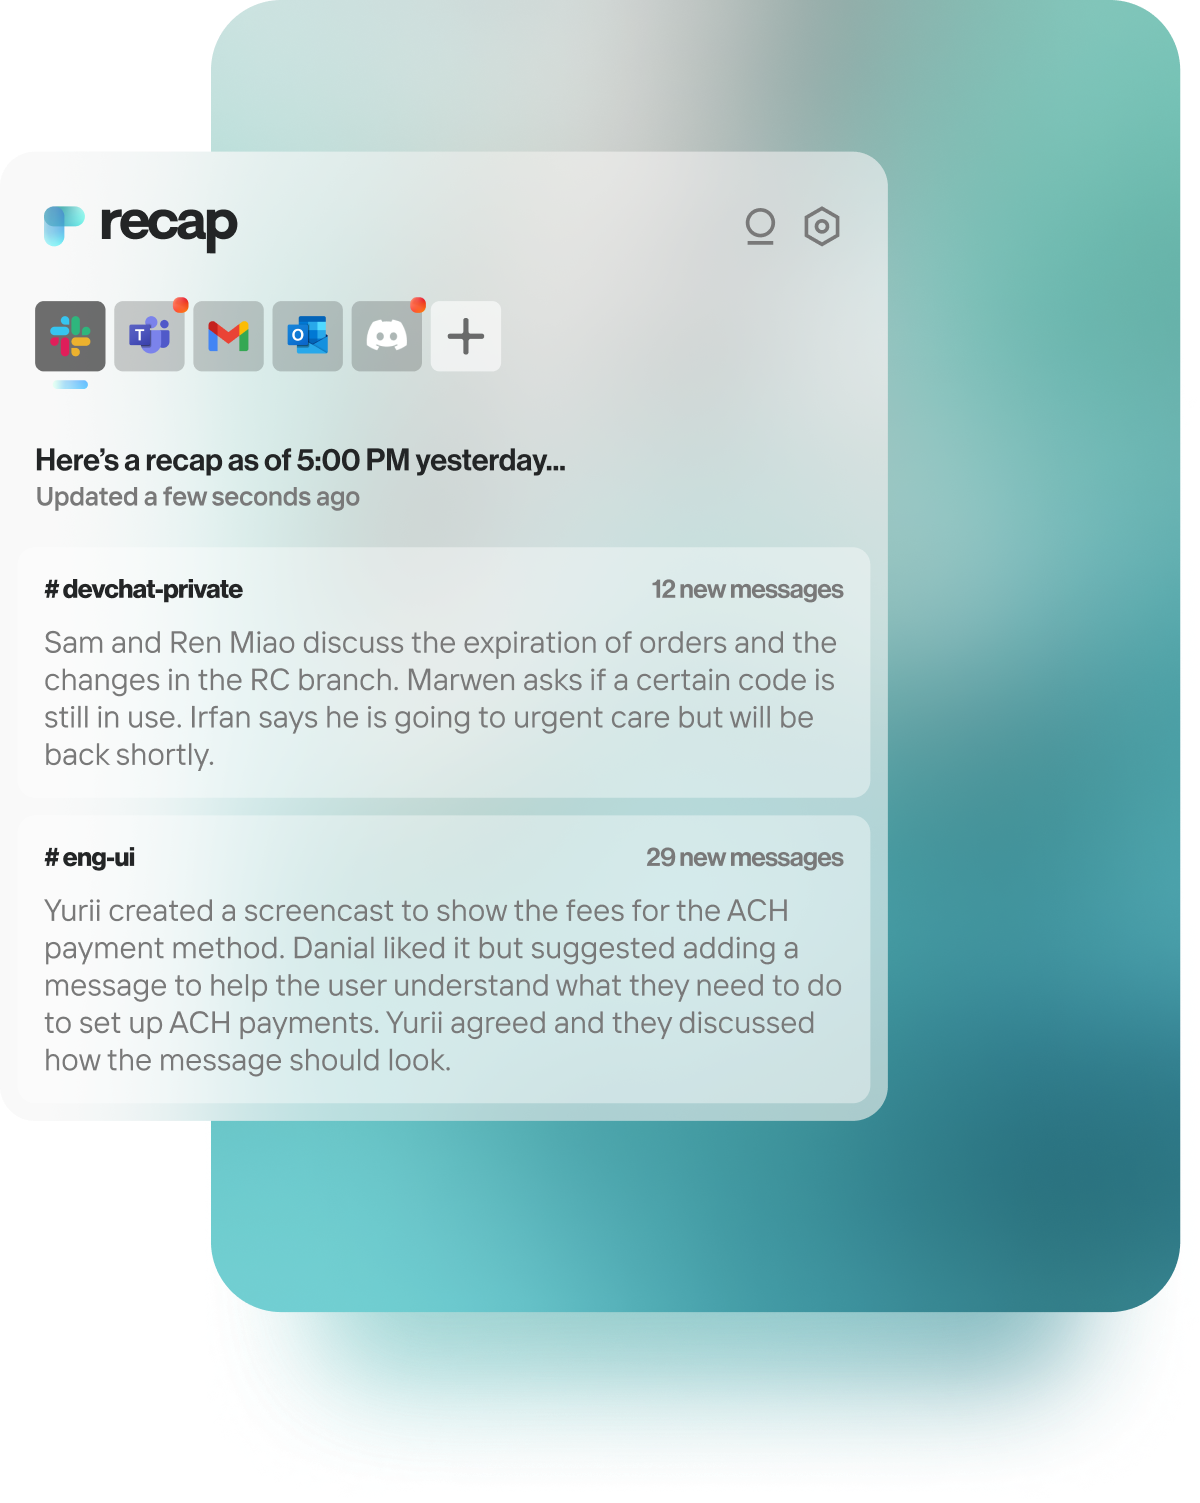 recap
T
O
Here’s a recap as of 5:00 PM yesterday...
Updated a few seconds ago
# devchat-private 12 new messages
Sam and Ren Miao discuss the expiration of orders and the
changes in the RC branch. Marwen asks if a certain code is
still in use. Irfan says he is going to urgent care but will be
back shortly.
# eng-ui 29 new messages
Yurii created a screencast to show the fees for the ACH
payment method. Danial liked it but suggested adding a
message to help the user understand what they need to do
to set up ACH payments. Yurii agreed and they discussed
how the message should look.